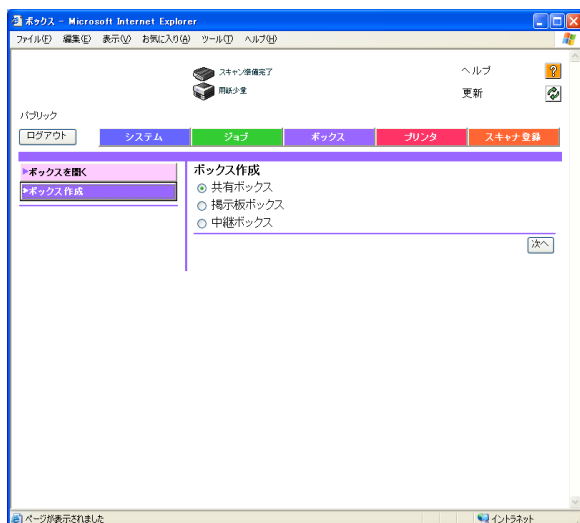 ボックス - Microsoft Internet Explorer
ファイル(F) 編集(E) 表示(V) お気に入り(A) ツール(T) ヘルプ(H)
スキャン準備完了
用紙少量
ヘルプ
更新
パブリック
ログアウト システム ジョブ ボックス プリンタ スキャナ登録
ボックスを開く
ボックス作成
ボックス作成
共有ボックス
掲示板ボックス
中継ボックス
次へ
ページが表示されました イントラネット